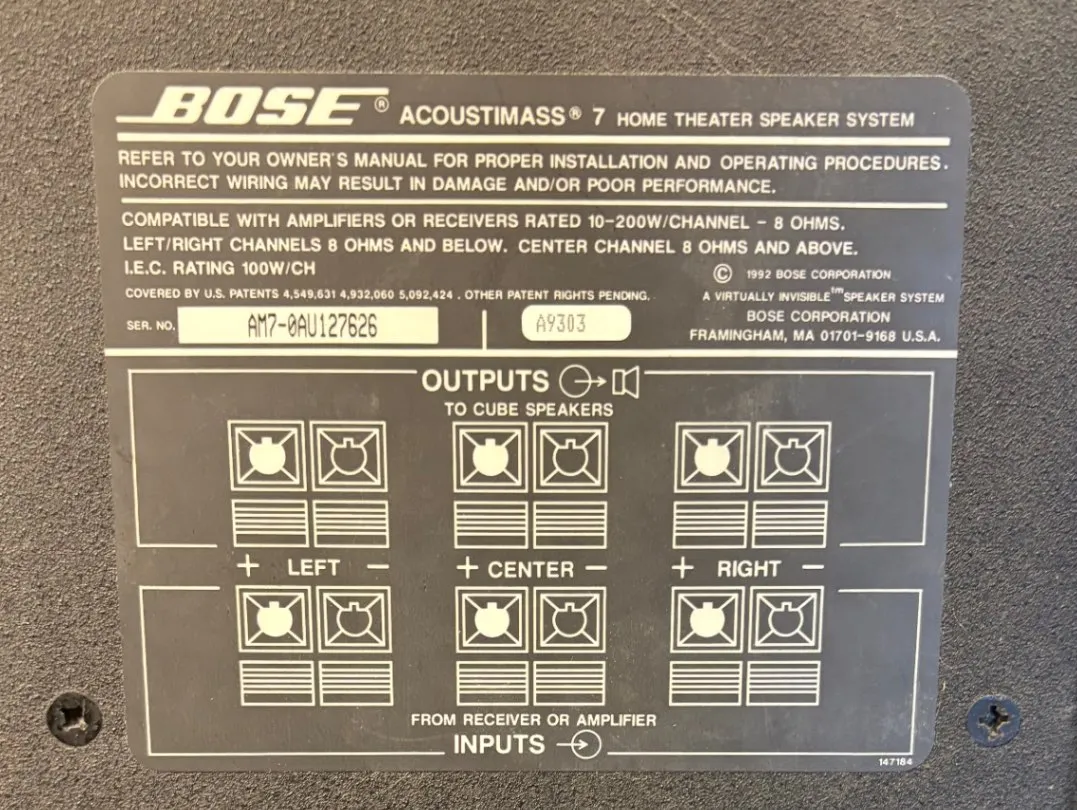 BOSE® ACOUSTIMASS® 7 HOME THEATER SPEAKER SYSTEM
REFER TO YOUR OWNER'S MANUAL FOR PROPER INSTALLATION AND OPERATING PROCEDURES.
INCORRECT WIRING MAY RESULT IN DAMAGE AND/OR POOR PERFORMANCE.
COMPATIBLE WITH AMPLIFIERS OR RECEIVERS RATED 10-200W/CHANNEL - 8 OHMS.
LEFT/RIGHT CHANNELS 8 OHMS AND BELOW. CENTER CHANNEL 8 OHMS AND ABOVE.
I.E.C. RATING 100W/CH
© 1992 BOSE CORPORATION
COVERED BY U.S. PATENTS 4,549,631 4,932,060 5,092,424 . OTHER PATENT RIGHTS PENDING.
A VIRTUALLY INVISIBLE™ SPEAKER SYSTEM
BOSE CORPORATION
FRAMINGHAM, MA 01701-9168 U.S.A.
SER. NO. AM7-0AU127626 A9303
OUTPUTS
TO CUBE SPEAKERS
+ LEFT - + CENTER - + RIGHT -
FROM RECEIVER OR AMPLIFIER
INPUTS
147184